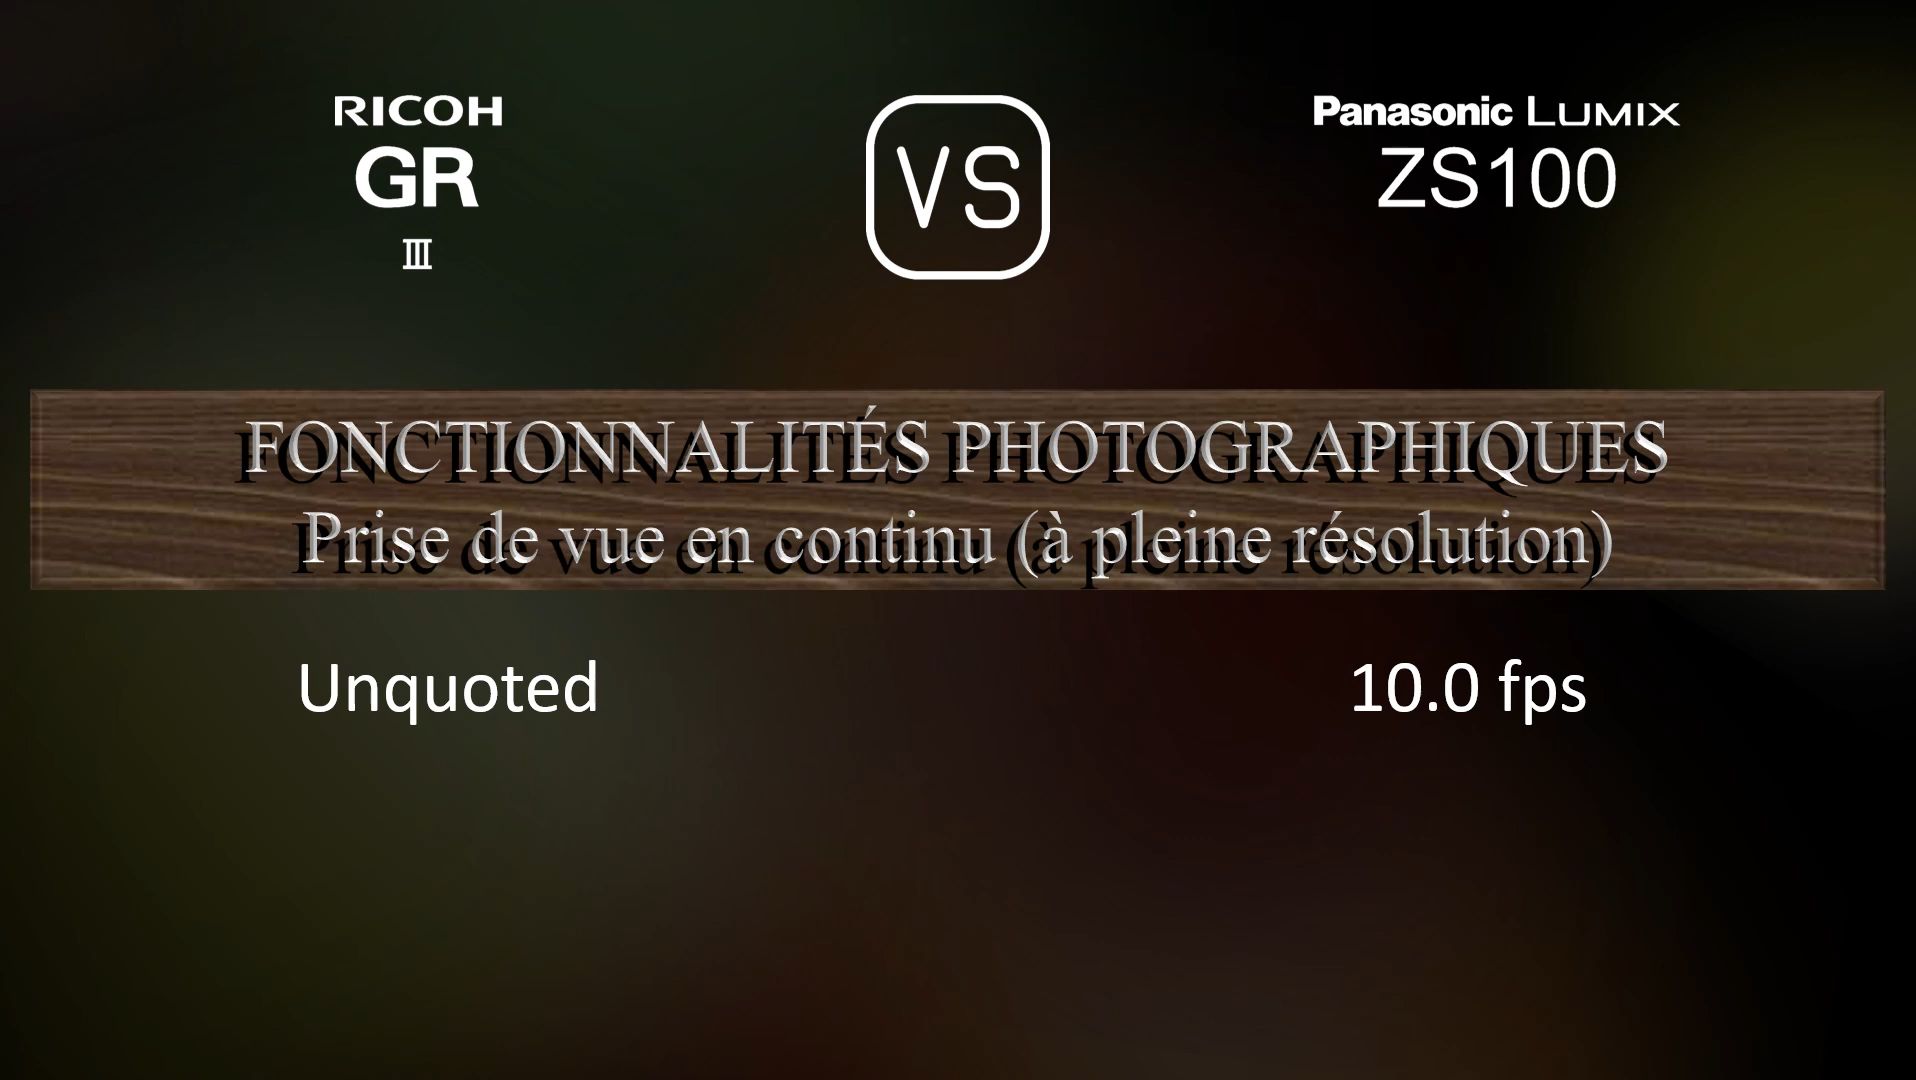 RICOH
GR
III
VS
Panasonic LUMIX
ZS100
FONCTIONNALITÉS PHOTOGRAPHIQUES
Prise de vue en continu (à pleine résolution)
Unquoted
10.0 fps